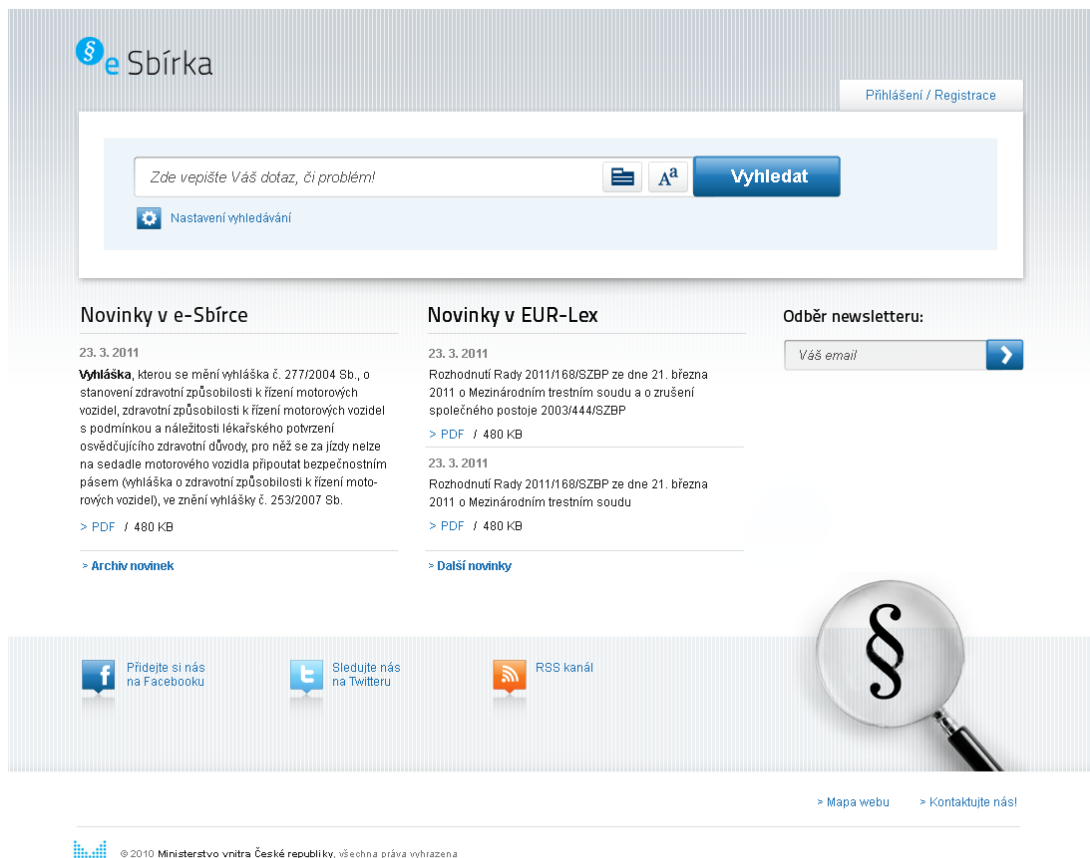 § e Sbírka
Přihlášení / Registrace
Zde vepište Váš dotaz, či problém!
Aa
Vyhledat
Nastavení vyhledávání
Novinky v e-Sbírce
23. 3. 2011
Vyhláška, kterou se mění vyhláška č. 277/2004 Sb., o
stanovení zdravotní způsobilosti k řízení motorových
vozidel, zdravotní způsobilosti k řízení motorových vozidel
s podmínkou a náležitosti lékařského potvrzení
osvědčujícího zdravotní důvody, pro něž se za jízdy nelze
na sedadle motorového vozidla připoutat bezpečnostním
pásem (vyhláška o zdravotní způsobilosti k řízení moto-
rových vozidel), ve znění vyhlášky č. 253/2007 Sb.
> PDF / 480 KB
> Archiv novinek
Novinky v EUR-Lex
23. 3. 2011
Rozhodnutí Rady 2011/168/SZBP ze dne 21. března
2011 o Mezinárodním trestním soudu a o zrušení
společného postoje 2003/444/SZBP
> PDF / 480 KB
23. 3. 2011
Rozhodnutí Rady 2011/168/SZBP ze dne 21. března
2011 o Mezinárodním trestním soudu
> PDF / 480 KB
> Další novinky
Odběr newsletteru:
Váš email
Přidejte si nás
na Facebooku
Sledujte nás
na Twitteru
RSS kanál
§
> Mapa webu > Kontaktujte nás!
© 2010 Ministerstvo vnitra České republiky, všechna práva vyhrazena